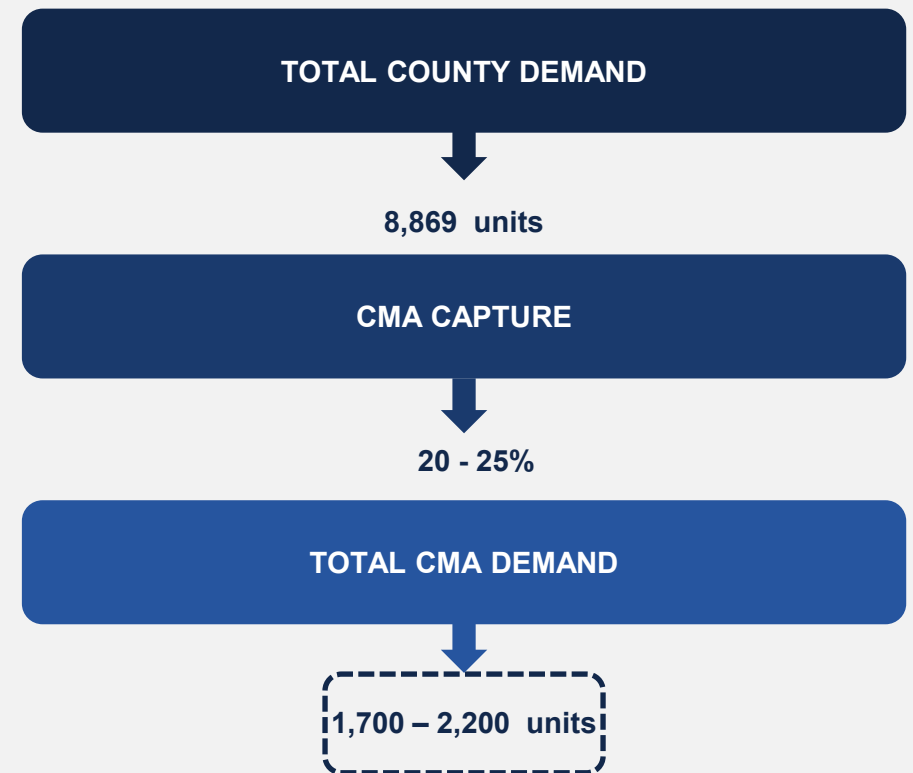 TOTAL COUNTY DEMAND
8,869 units
CMA CAPTURE
20 - 25%
TOTAL CMA DEMAND
1,700 – 2,200 units